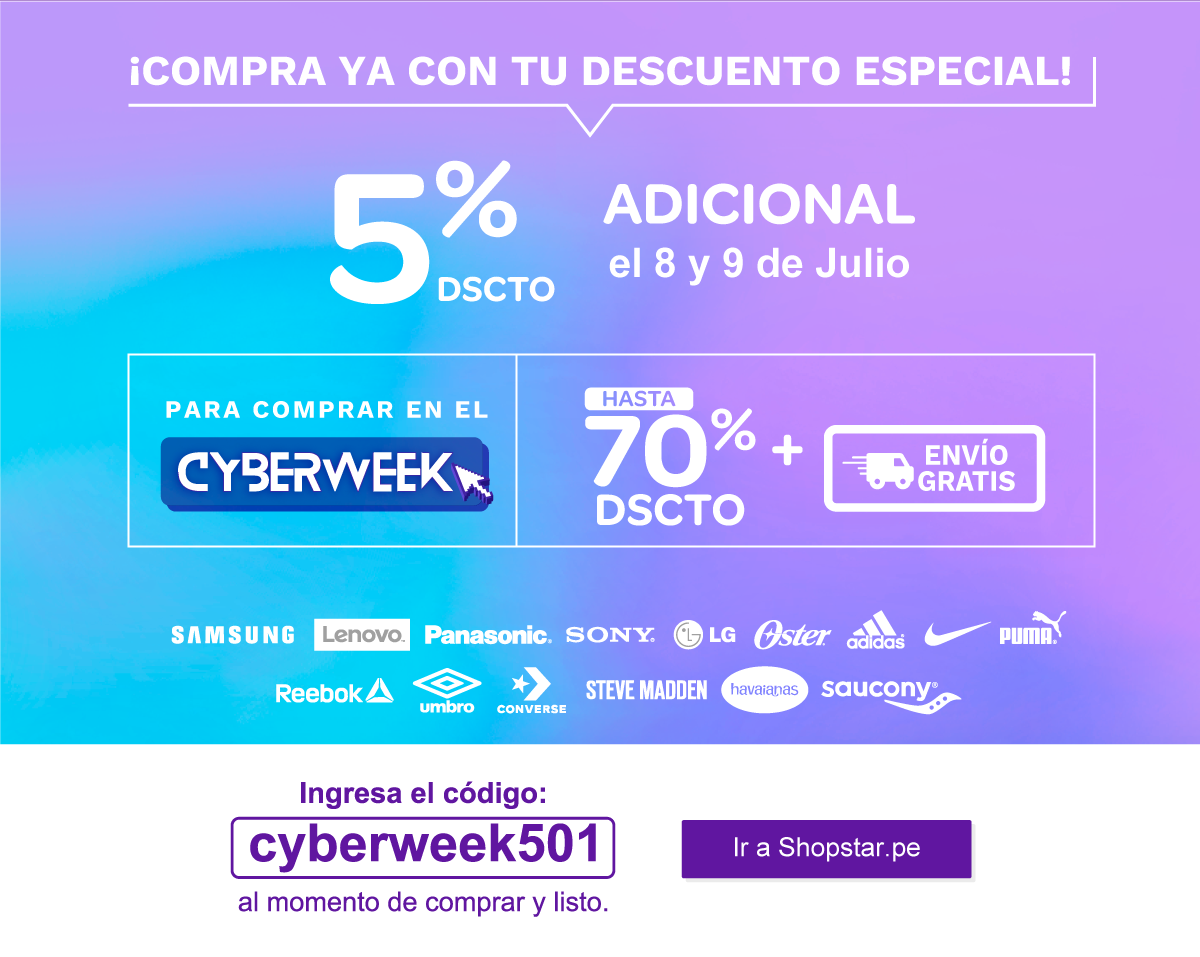 ¡COMPRA YA CON TU DESCUENTO ESPECIAL!
5% DSCTO
ADICIONAL
el 8 y 9 de Julio
PARA COMPRAR EN EL
CYBERWEEK
HASTA
70%
DSCTO
+
ENVÍO
GRATIS
SAMSUNG Lenovo Panasonic SONY LG Oster adidas PUMA
Reebok umbro CONVERSE STEVE MADDEN havaianas saucony
Ingresa el código:
cyberweek501
al momento de comprar y listo.
Ir a Shopstar.pe